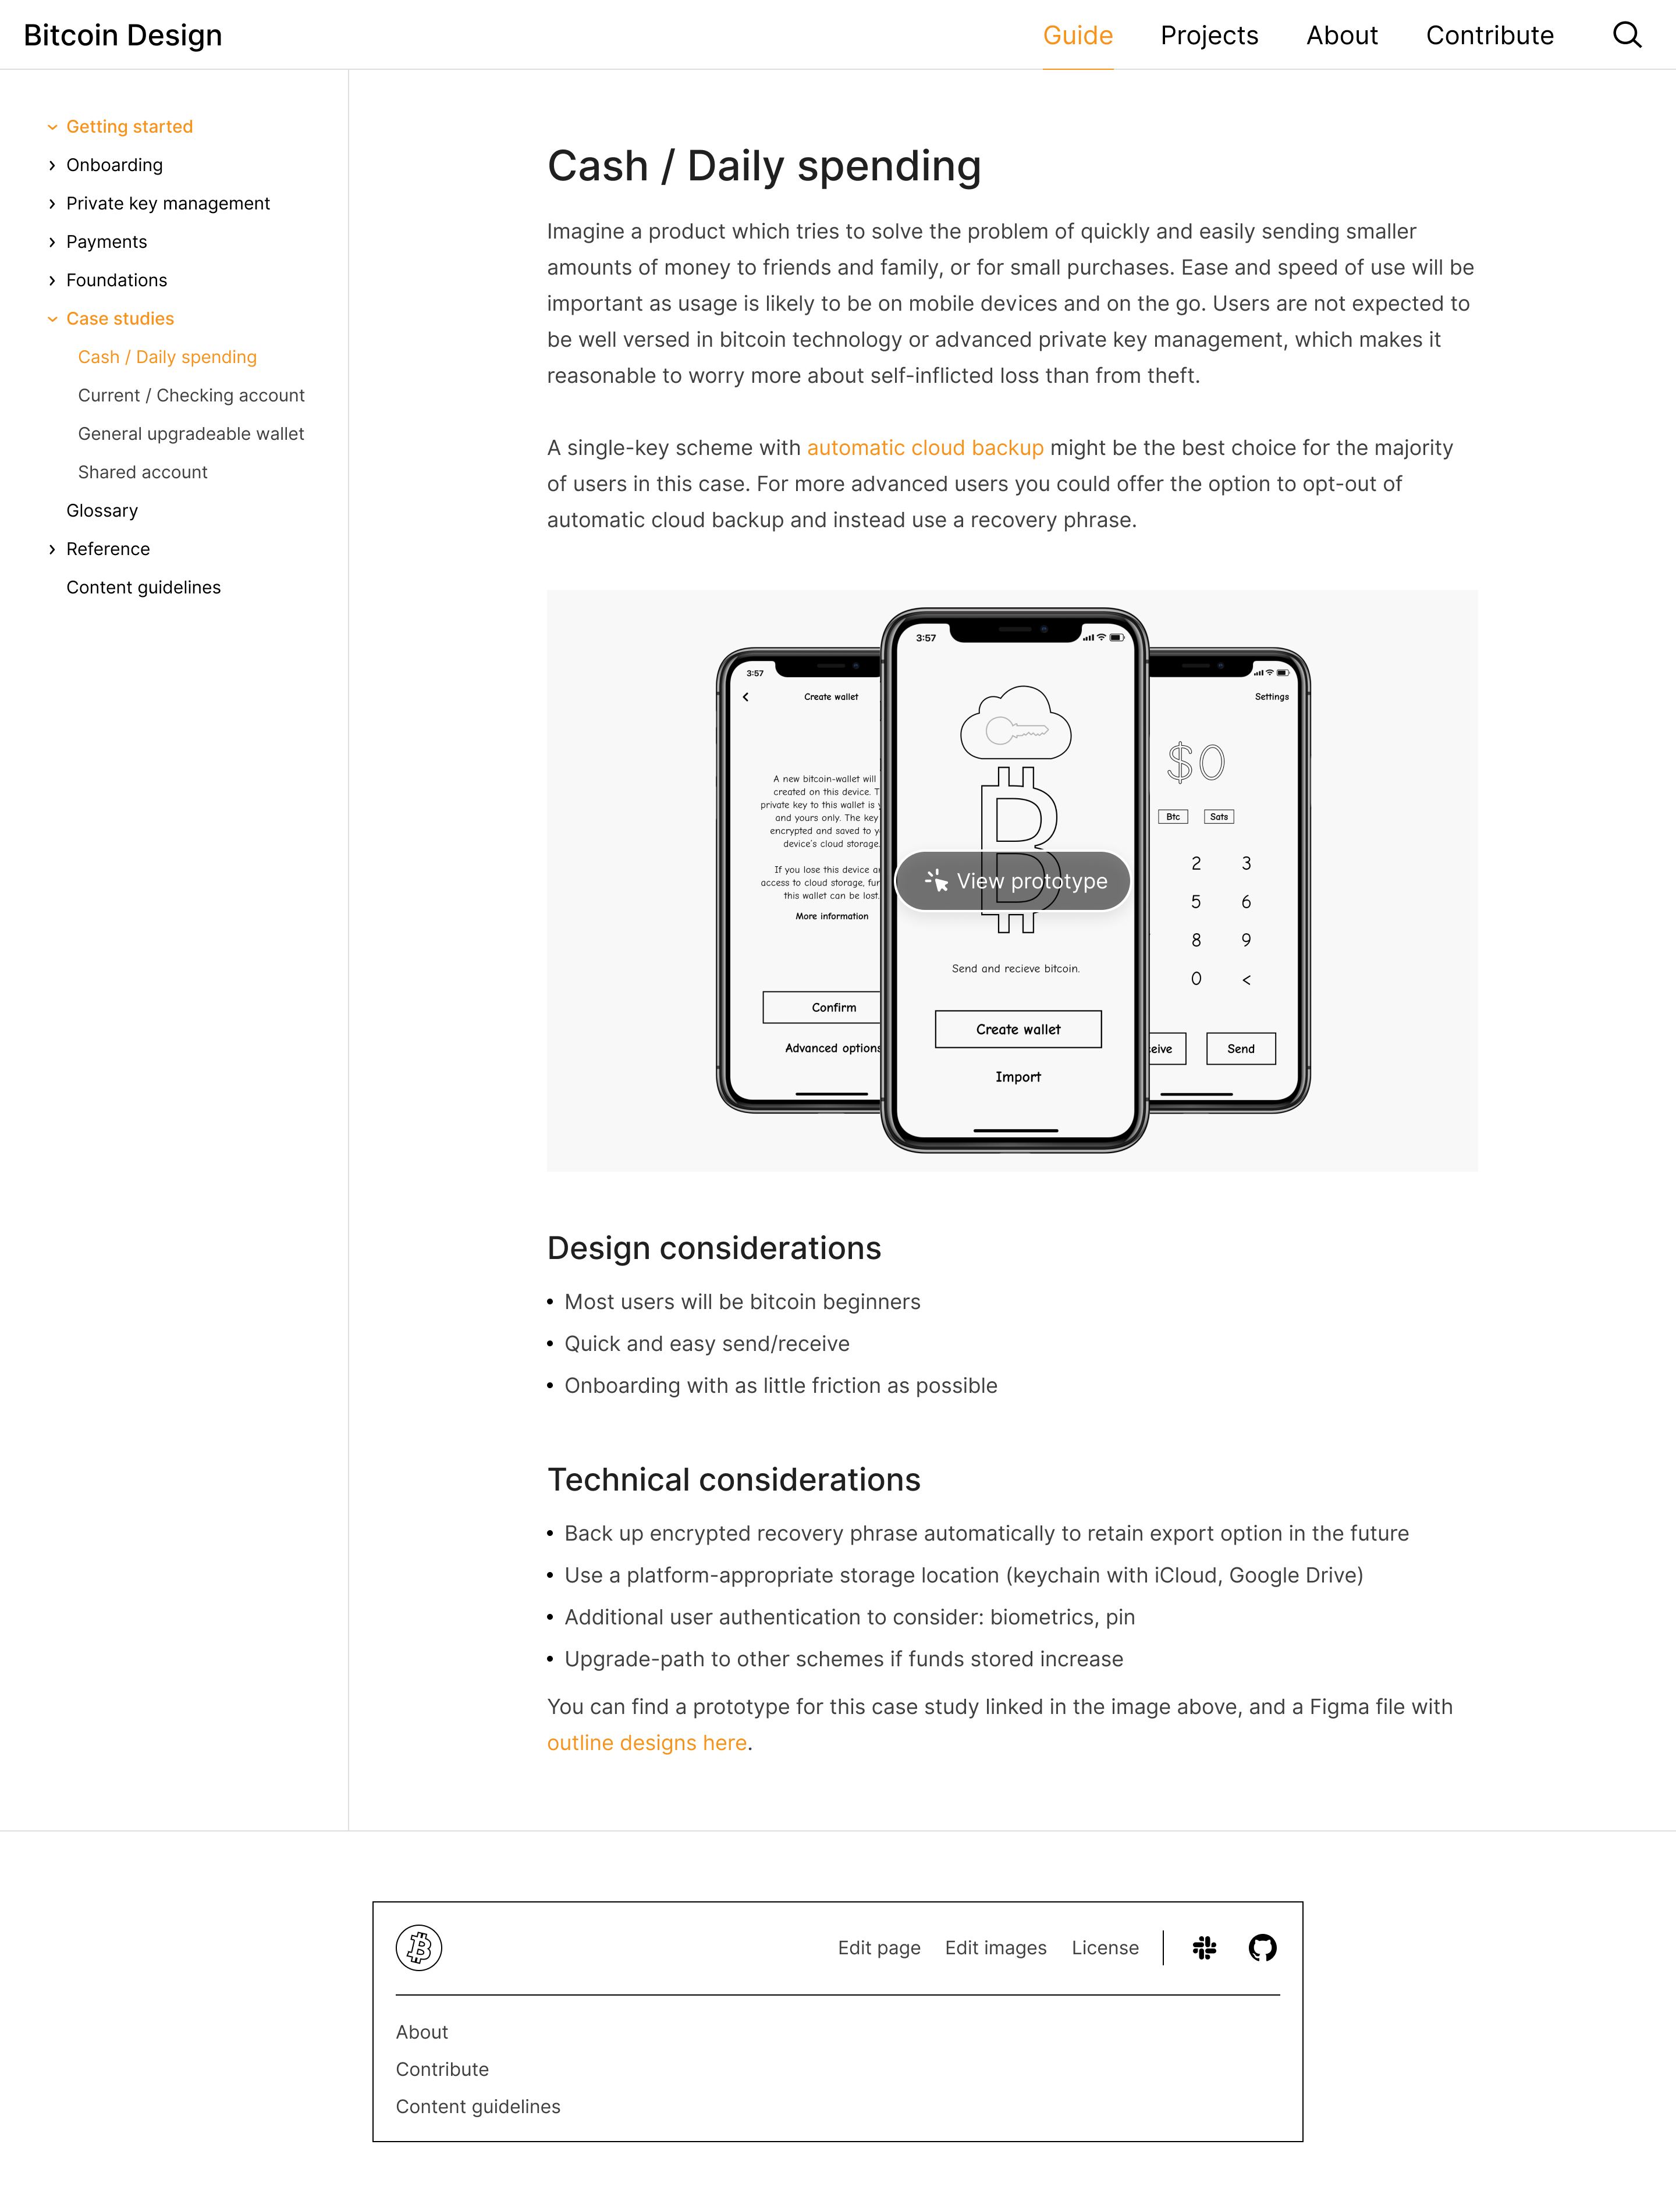 Bitcoin Design
Guide
Projects
About
Contribute
Getting started
Onboarding
Private key management
Payments
Foundations
Case studies
Cash / Daily spending
Current / Checking account
General upgradeable wallet
Shared account
Glossary
Reference
Content guidelines
Cash / Daily spending
Imagine a product which tries to solve the problem of quickly and easily sending smaller
amounts of money to friends and family, or for small purchases. Ease and speed of use will be
important as usage is likely to be on mobile devices and on the go. Users are not expected to
be well versed in bitcoin technology or advanced private key management, which makes it
reasonable to worry more about self-inflicted loss than from theft.
A single-key scheme with automatic cloud backup might be the best choice for the majority
of users in this case. For more advanced users you could offer the option to opt-out of
automatic cloud backup and instead use a recovery phrase.
3:57
Create wallet
A new bitcoin-wallet will
created on this device. T
private key to this wallet is
and yours only. The key
encrypted and saved to y
device's cloud storage.
If you lose this device a
access to cloud storage, fu
this wallet can be lost.
More information
Confirm
Advanced options
3:57
View prototype
Send and recieve bitcoin.
Create wallet
Import
Settings
$0
Btc
Sats
2 3
5 6
8 9
0 <
eive
Send
Design considerations
• Most users will be bitcoin beginners
• Quick and easy send/receive
• Onboarding with as little friction as possible
Technical considerations
• Back up encrypted recovery phrase automatically to retain export option in the future
• Use a platform-appropriate storage location (keychain with iCloud, Google Drive)
• Additional user authentication to consider: biometrics, pin
• Upgrade-path to other schemes if funds stored increase
You can find a prototype for this case study linked in the image above, and a Figma file with
outline designs here.
Edit page
Edit images
License
About
Contribute
Content guidelines